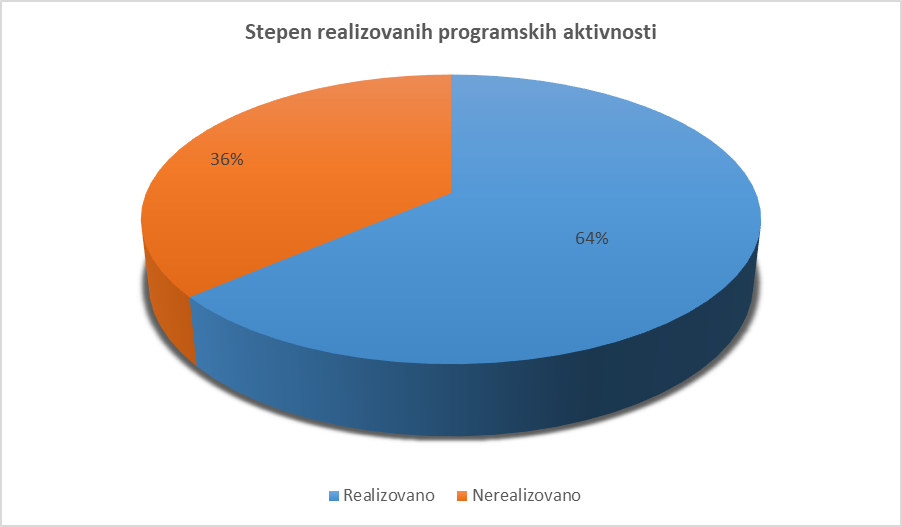 Stepen realizovanih programskih aktivnosti
36%
64%
Realizovano Nerealizovano